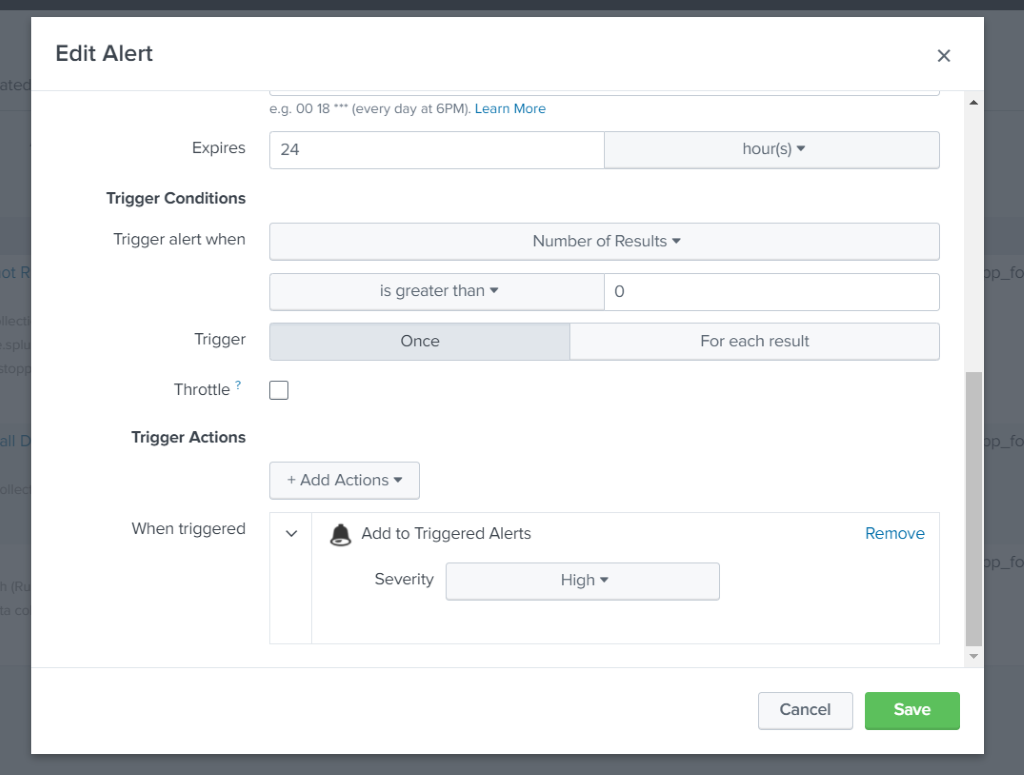 Edit Alert
×
e.g. 00 18 *** (every day at 6PM). Learn More
Expires
24
hour(s)
Trigger Conditions
Trigger alert when
Number of Results
is greater than
0
Trigger
Once
For each result
Throttle ?
Trigger Actions
+ Add Actions
When triggered
Add to Triggered Alerts
Remove
Severity
High
Cancel
Save